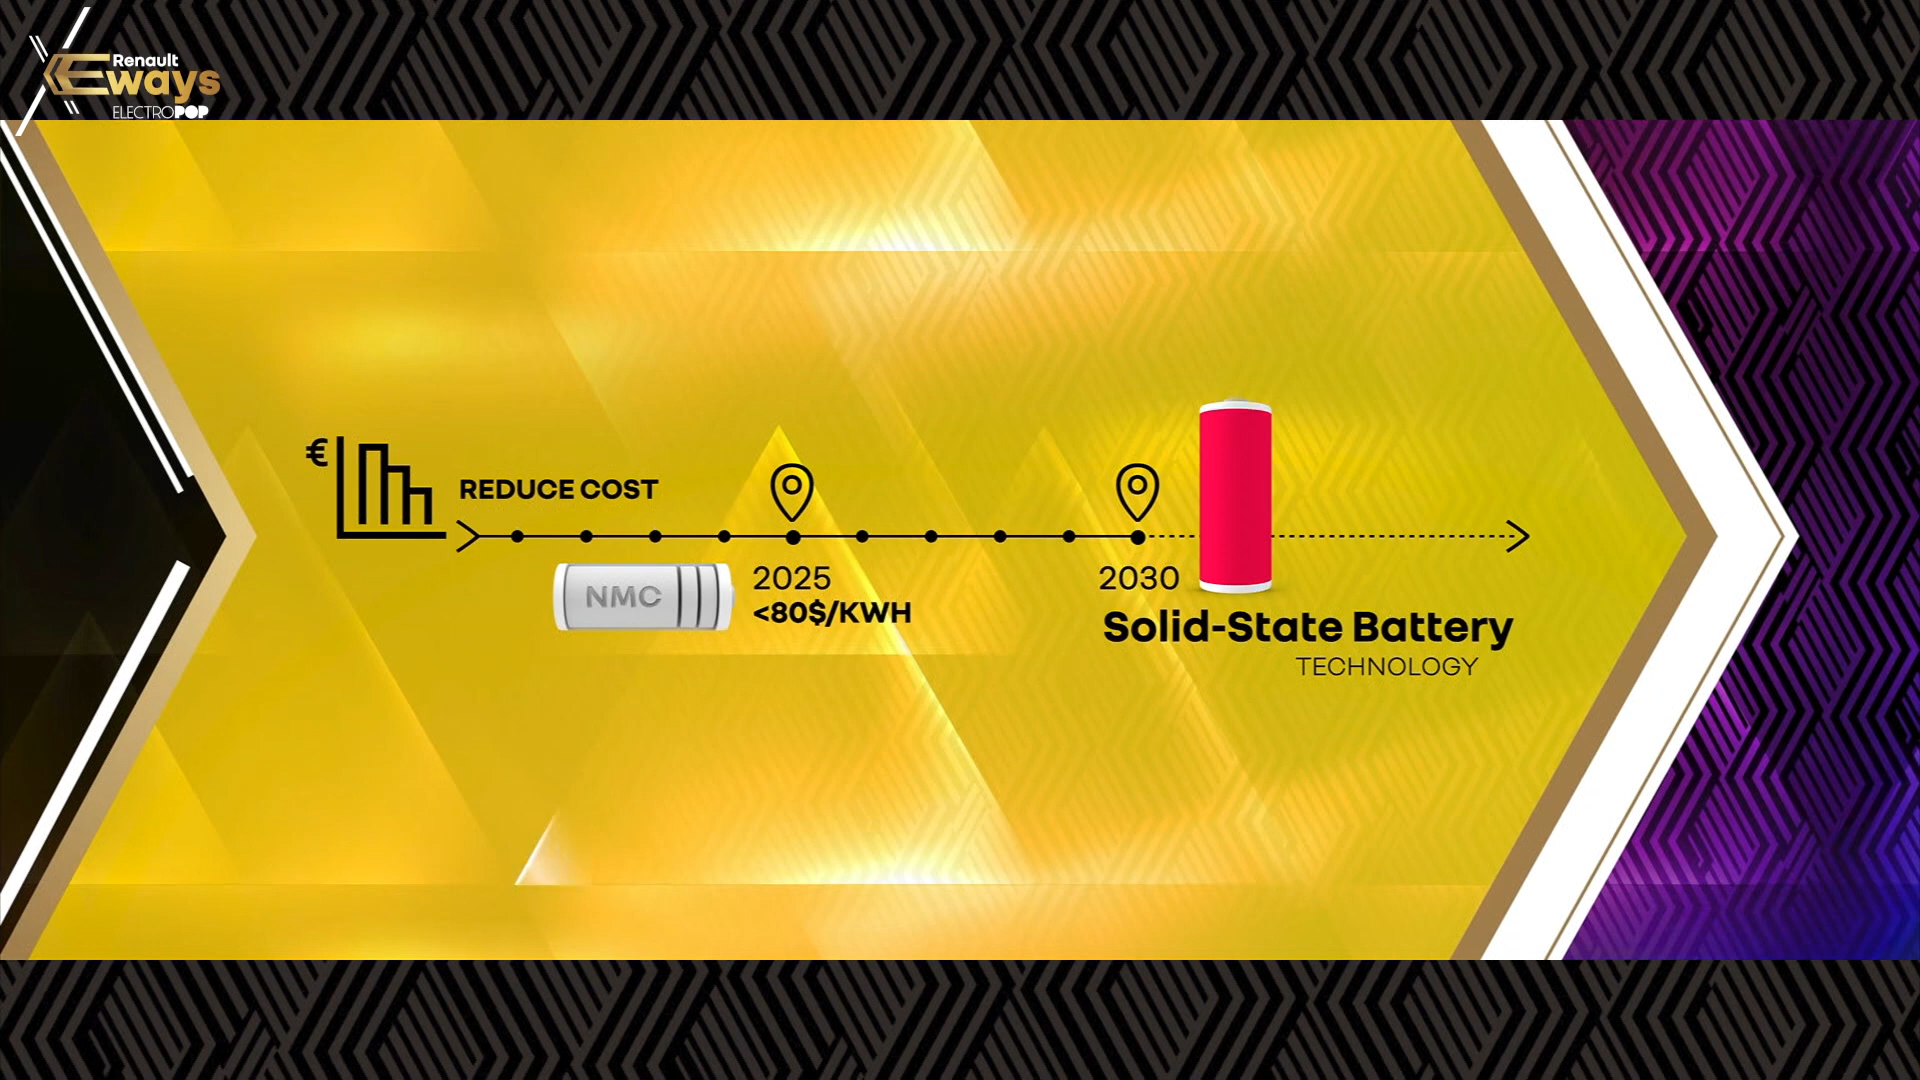 Renault
Eways
ELECTROPOP
€
REDUCE COST
NMC
2025
<80$/KWH
2030
Solid-State Battery
TECHNOLOGY